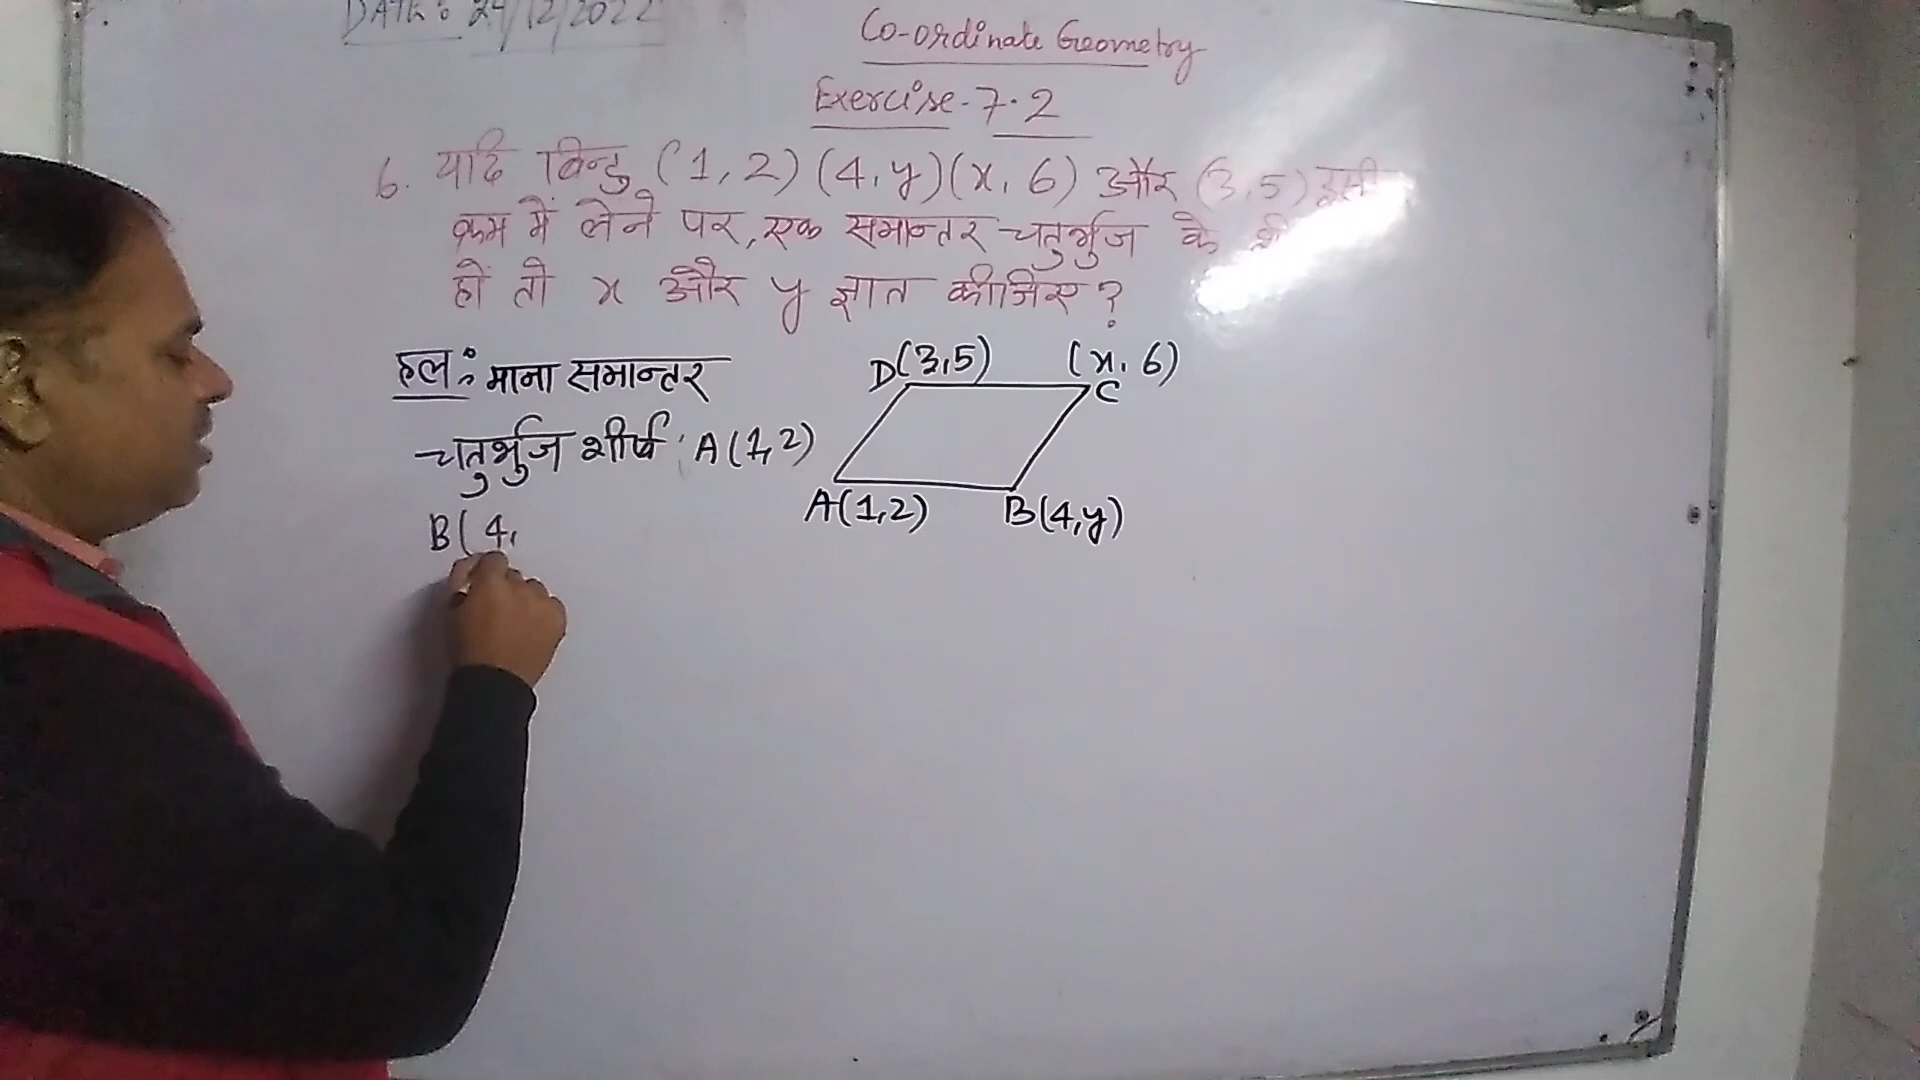 DATE: 24/12/2022
Co-ordinate Geometry
Exercise-7.2
6. यदि बिन्दु (1, 2) (4, y) (x, 6) और (3, 5) इसी
क्रम में लेने पर, एक समान्तर चतुर्भुज के
हों तो x और y ज्ञात कीजिए?
हल: माना समान्तर
चतुर्भुज शीर्ष A(1, 2)
B(4,
D(3,5) (x, 6)
C
A(1,2) B(4,y)